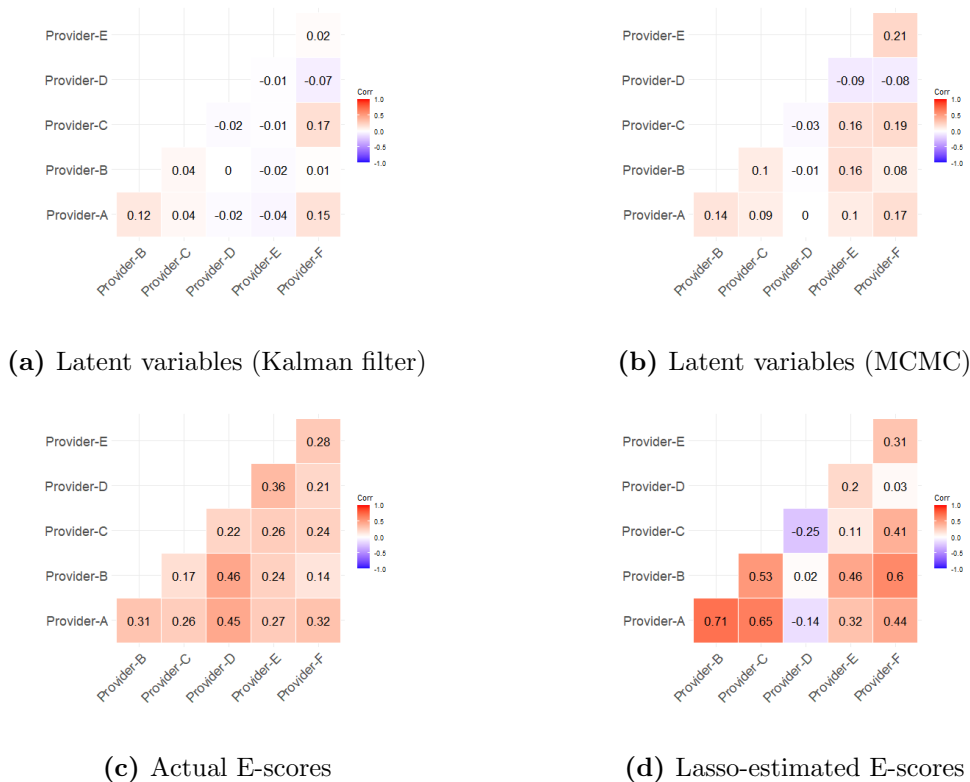 Provider-E
0.02
Provider-D
-0.01 -0.07
Corr
Provider-C
-0.02 -0.01 0.17
1.0
0.5
0.0
-0.5
-1.0
Provider-B
0.04 0 -0.02 0.01
Provider-A
0.12 0.04 -0.02 -0.04 0.15
Provider-B Provider-C Provider-D Provider-E Provider-F
(a) Latent variables (Kalman filter)
Provider-E
0.21
Provider-D
-0.09 -0.08
Corr
Provider-C
-0.03 0.16 0.19
1.0
0.5
0.0
-0.5
-1.0
Provider-B
0.1 -0.01 0.16 0.08
Provider-A
0.14 0.09 0 0.1 0.17
Provider-B Provider-C Provider-D Provider-E Provider-F
(b) Latent variables (MCMC)
Provider-E
0.28
Provider-D
0.36 0.21
Corr
Provider-C
0.22 0.26 0.24
1.0
0.5
0.0
-0.5
-1.0
Provider-B
0.17 0.46 0.24 0.14
Provider-A
0.31 0.26 0.45 0.27 0.32
Provider-B Provider-C Provider-D Provider-E Provider-F
(c) Actual E-scores
Provider-E
0.31
Provider-D
0.2 0.03
Corr
Provider-C
-0.25 0.11 0.41
1.0
0.5
0.0
-0.5
-1.0
Provider-B
0.53 0.02 0.46 0.6
Provider-A
0.71 0.65 -0.14 0.32 0.44
Provider-B Provider-C Provider-D Provider-E Provider-F
(d) Lasso-estimated E-scores